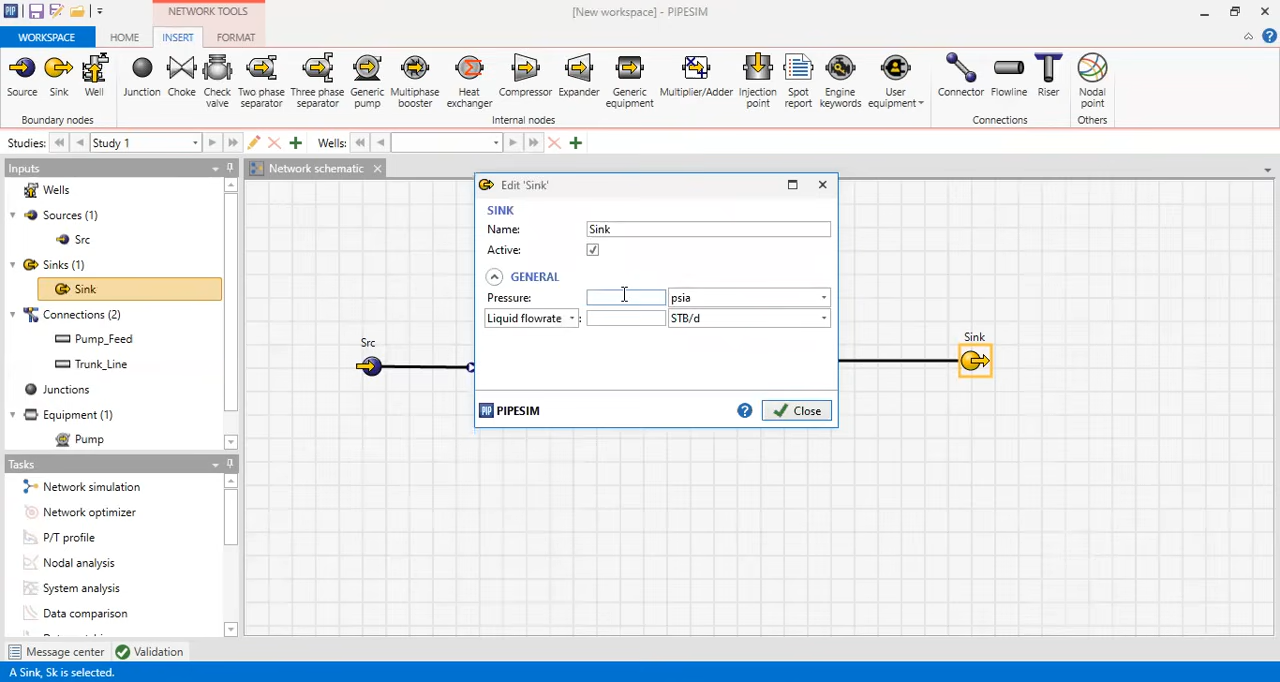 PIP
NETWORK TOOLS
[New workspace] - PIPESIM
WORKSPACE HOME INSERT FORMAT
Source Sink Well Junction Choke Check valve Two phase separator Three phase separator Generic pump Multiphase booster Heat exchanger Compressor Expander Generic equipment Multiplier/Adder Injection point Spot report Engine keywords User equipment Connector Flowline Riser Nodal point
Boundary nodes Internal nodes Connections Others
Studies: Study 1 Wells:
Inputs
Network schematic
Wells
Sources (1)
Src
Sinks (1)
Sink
Connections (2)
Pump_Feed
Trunk_Line
Junctions
Equipment (1)
Pump
Tasks
Network simulation
Network optimizer
P/T profile
Nodal analysis
System analysis
Data comparison
Src
Sink
Edit 'Sink'
SINK
Name: Sink
Active:
GENERAL
Pressure: psia
Liquid flowrate : STB/d
PIP PIPESIM ? Close
Message center Validation
A Sink, Sk is selected.